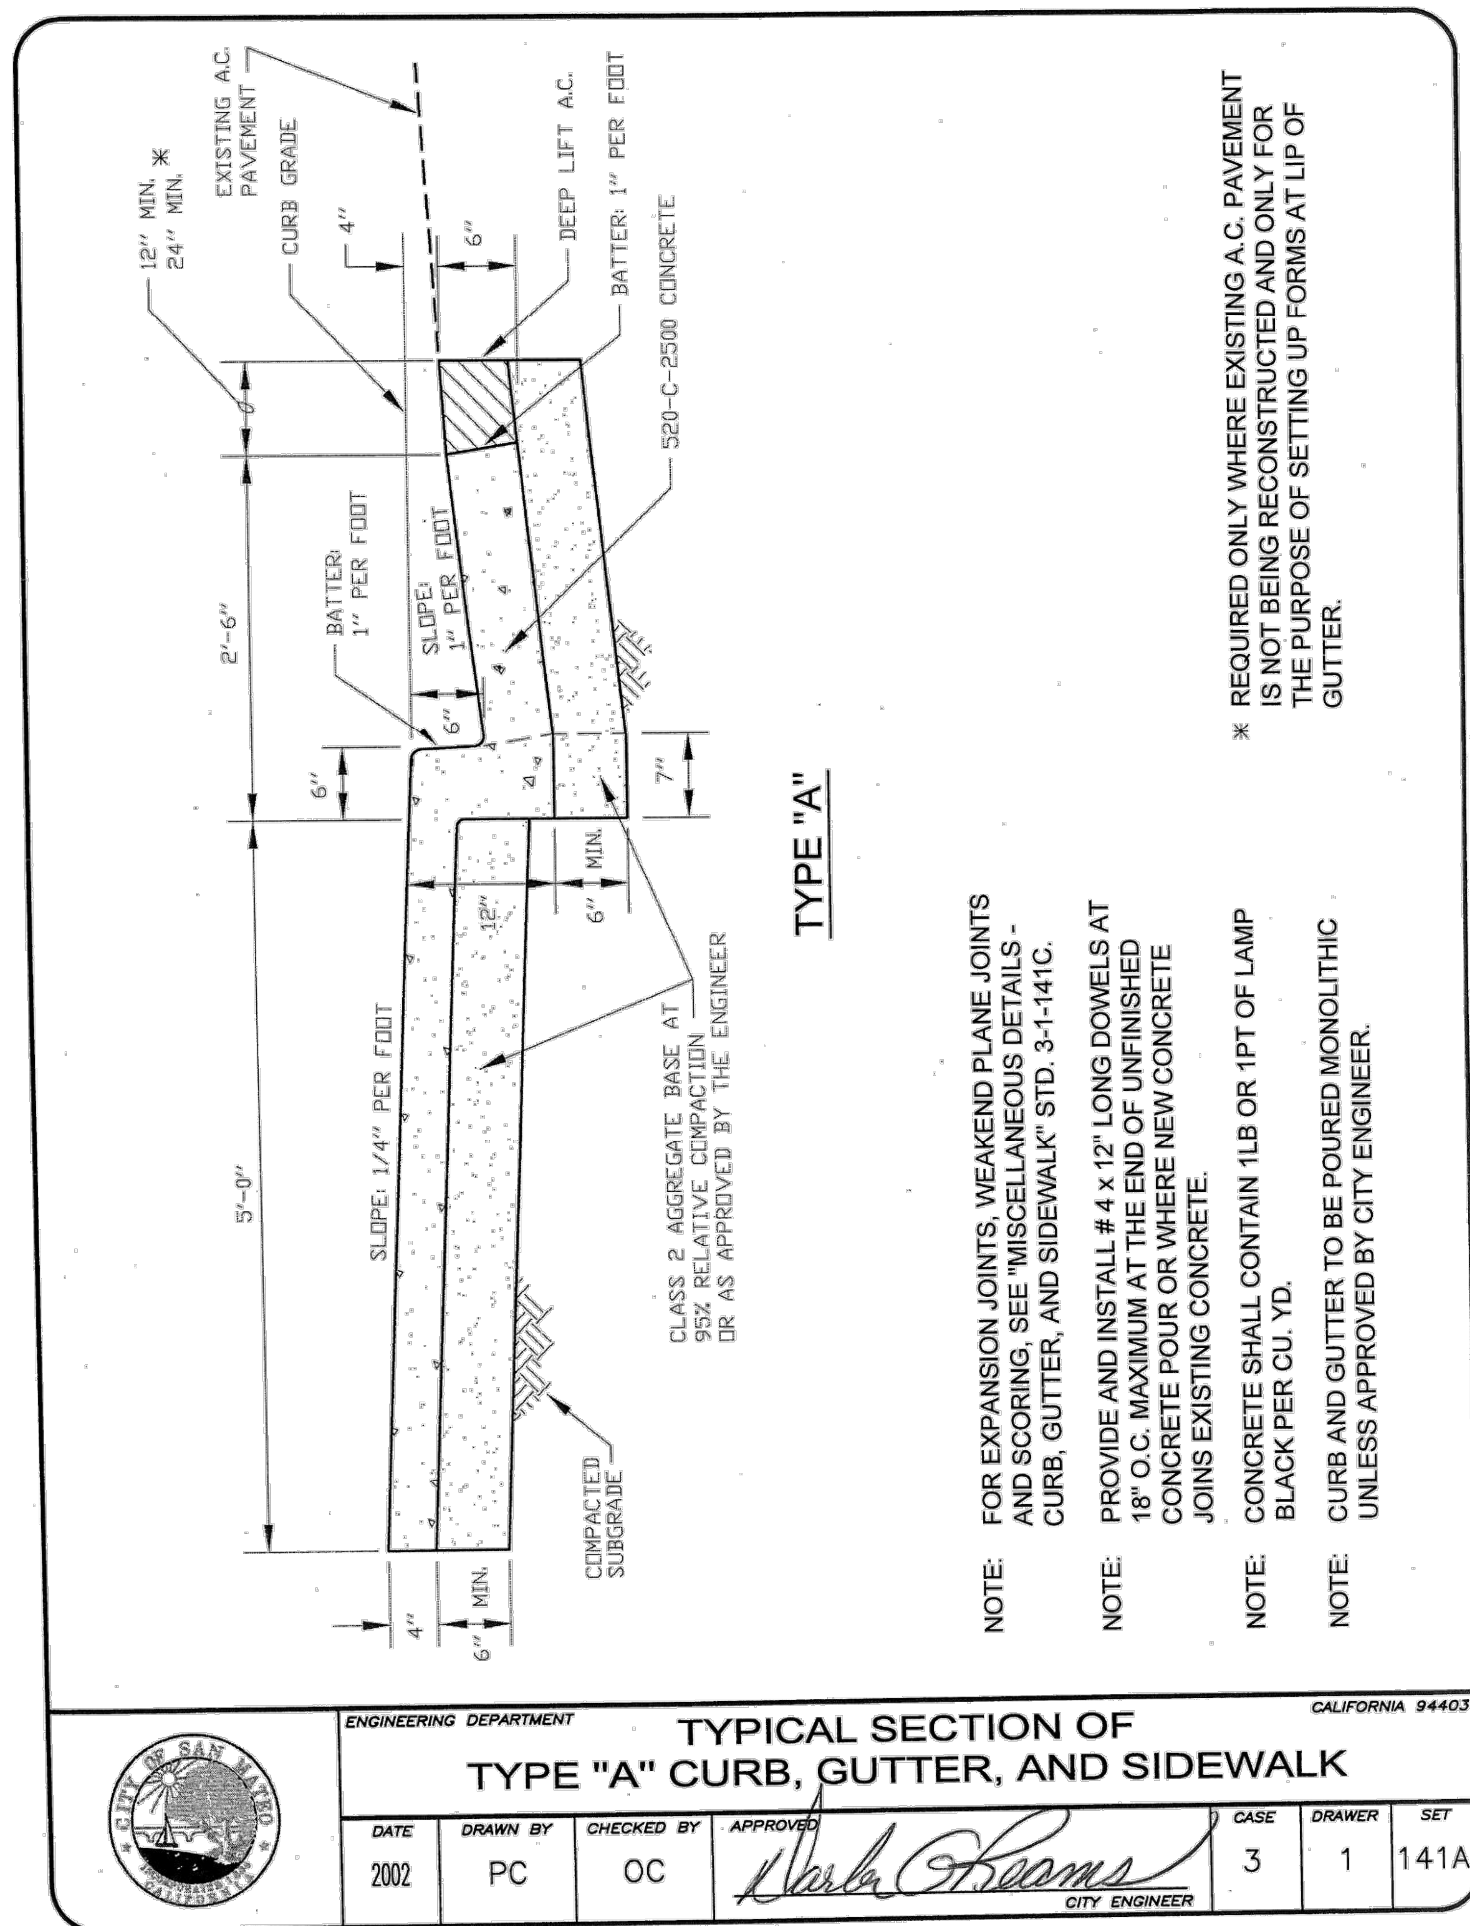 12" MIN.
24" MIN. *
EXISTING A.C.
PAVEMENT
CURB GRADE
4"
6"
DEEP LIFT A.C.
BATTER: 1" PER FOOT
520-C-2500 CONCRETE
2'-6"
BATTER:
1" PER FOOT
SLOPE:
1" PER FOOT
6"
6"
7"
5'-0"
SLOPE: 1/4" PER FOOT
12"
6" MIN.
CLASS 2 AGGREGATE BASE AT
95% RELATIVE COMPACTION
OR AS APPROVED BY THE ENGINEER
COMPACTED
SUBGRADE
4"
6" MIN.
TYPE "A"
NOTE: FOR EXPANSION JOINTS, WEAKEND PLANE JOINTS
AND SCORING, SEE "MISCELLANEOUS DETAILS -
CURB, GUTTER, AND SIDEWALK" STD. 3-1-141C.
NOTE: PROVIDE AND INSTALL # 4 x 12" LONG DOWELS AT
18" O.C. MAXIMUM AT THE END OF UNFINISHED
CONCRETE POUR OR WHERE NEW CONCRETE
JOINS EXISTING CONCRETE.
NOTE: CONCRETE SHALL CONTAIN 1LB OR 1PT OF LAMP
BLACK PER CU. YD.
NOTE: CURB AND GUTTER TO BE POURED MONOLITHIC
UNLESS APPROVED BY CITY ENGINEER.
* REQUIRED ONLY WHERE EXISTING A.C. PAVEMENT
IS NOT BEING RECONSTRUCTED AND ONLY FOR
THE PURPOSE OF SETTING UP FORMS AT LIP OF
GUTTER.
CITY OF SAN MATEO
CALIFORNIA
ENGINEERING DEPARTMENT
CALIFORNIA 94403
TYPICAL SECTION OF
TYPE "A" CURB, GUTTER, AND SIDEWALK
DATE
2002
DRAWN BY
PC
CHECKED BY
OC
APPROVED
CITY ENGINEER
CASE
3
DRAWER
1
SET
141A